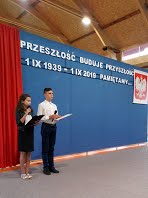 PRZESZŁOŚĆ BUDUJE PRZYSZŁOŚĆ
1 IX 1939 - 1 IX 2019 PAMIĘTAMY...